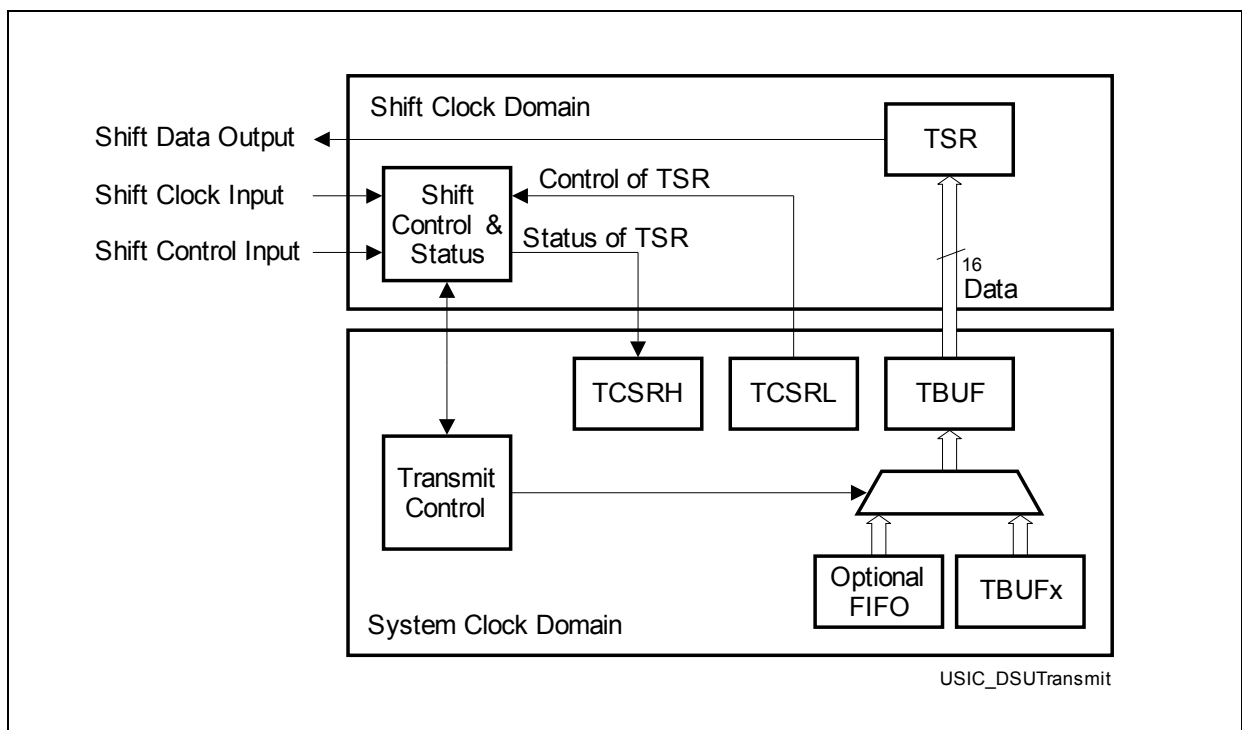 Shift Clock Domain
TSR
Shift Data Output
Shift Clock Input
Shift Control Input
Shift
Control &
Status
Control of TSR
Status of TSR
16
Data
TCSRH
TCSRL
TBUF
Transmit
Control
Optional
FIFO
TBUFx
System Clock Domain
USIC_DSUTransmit